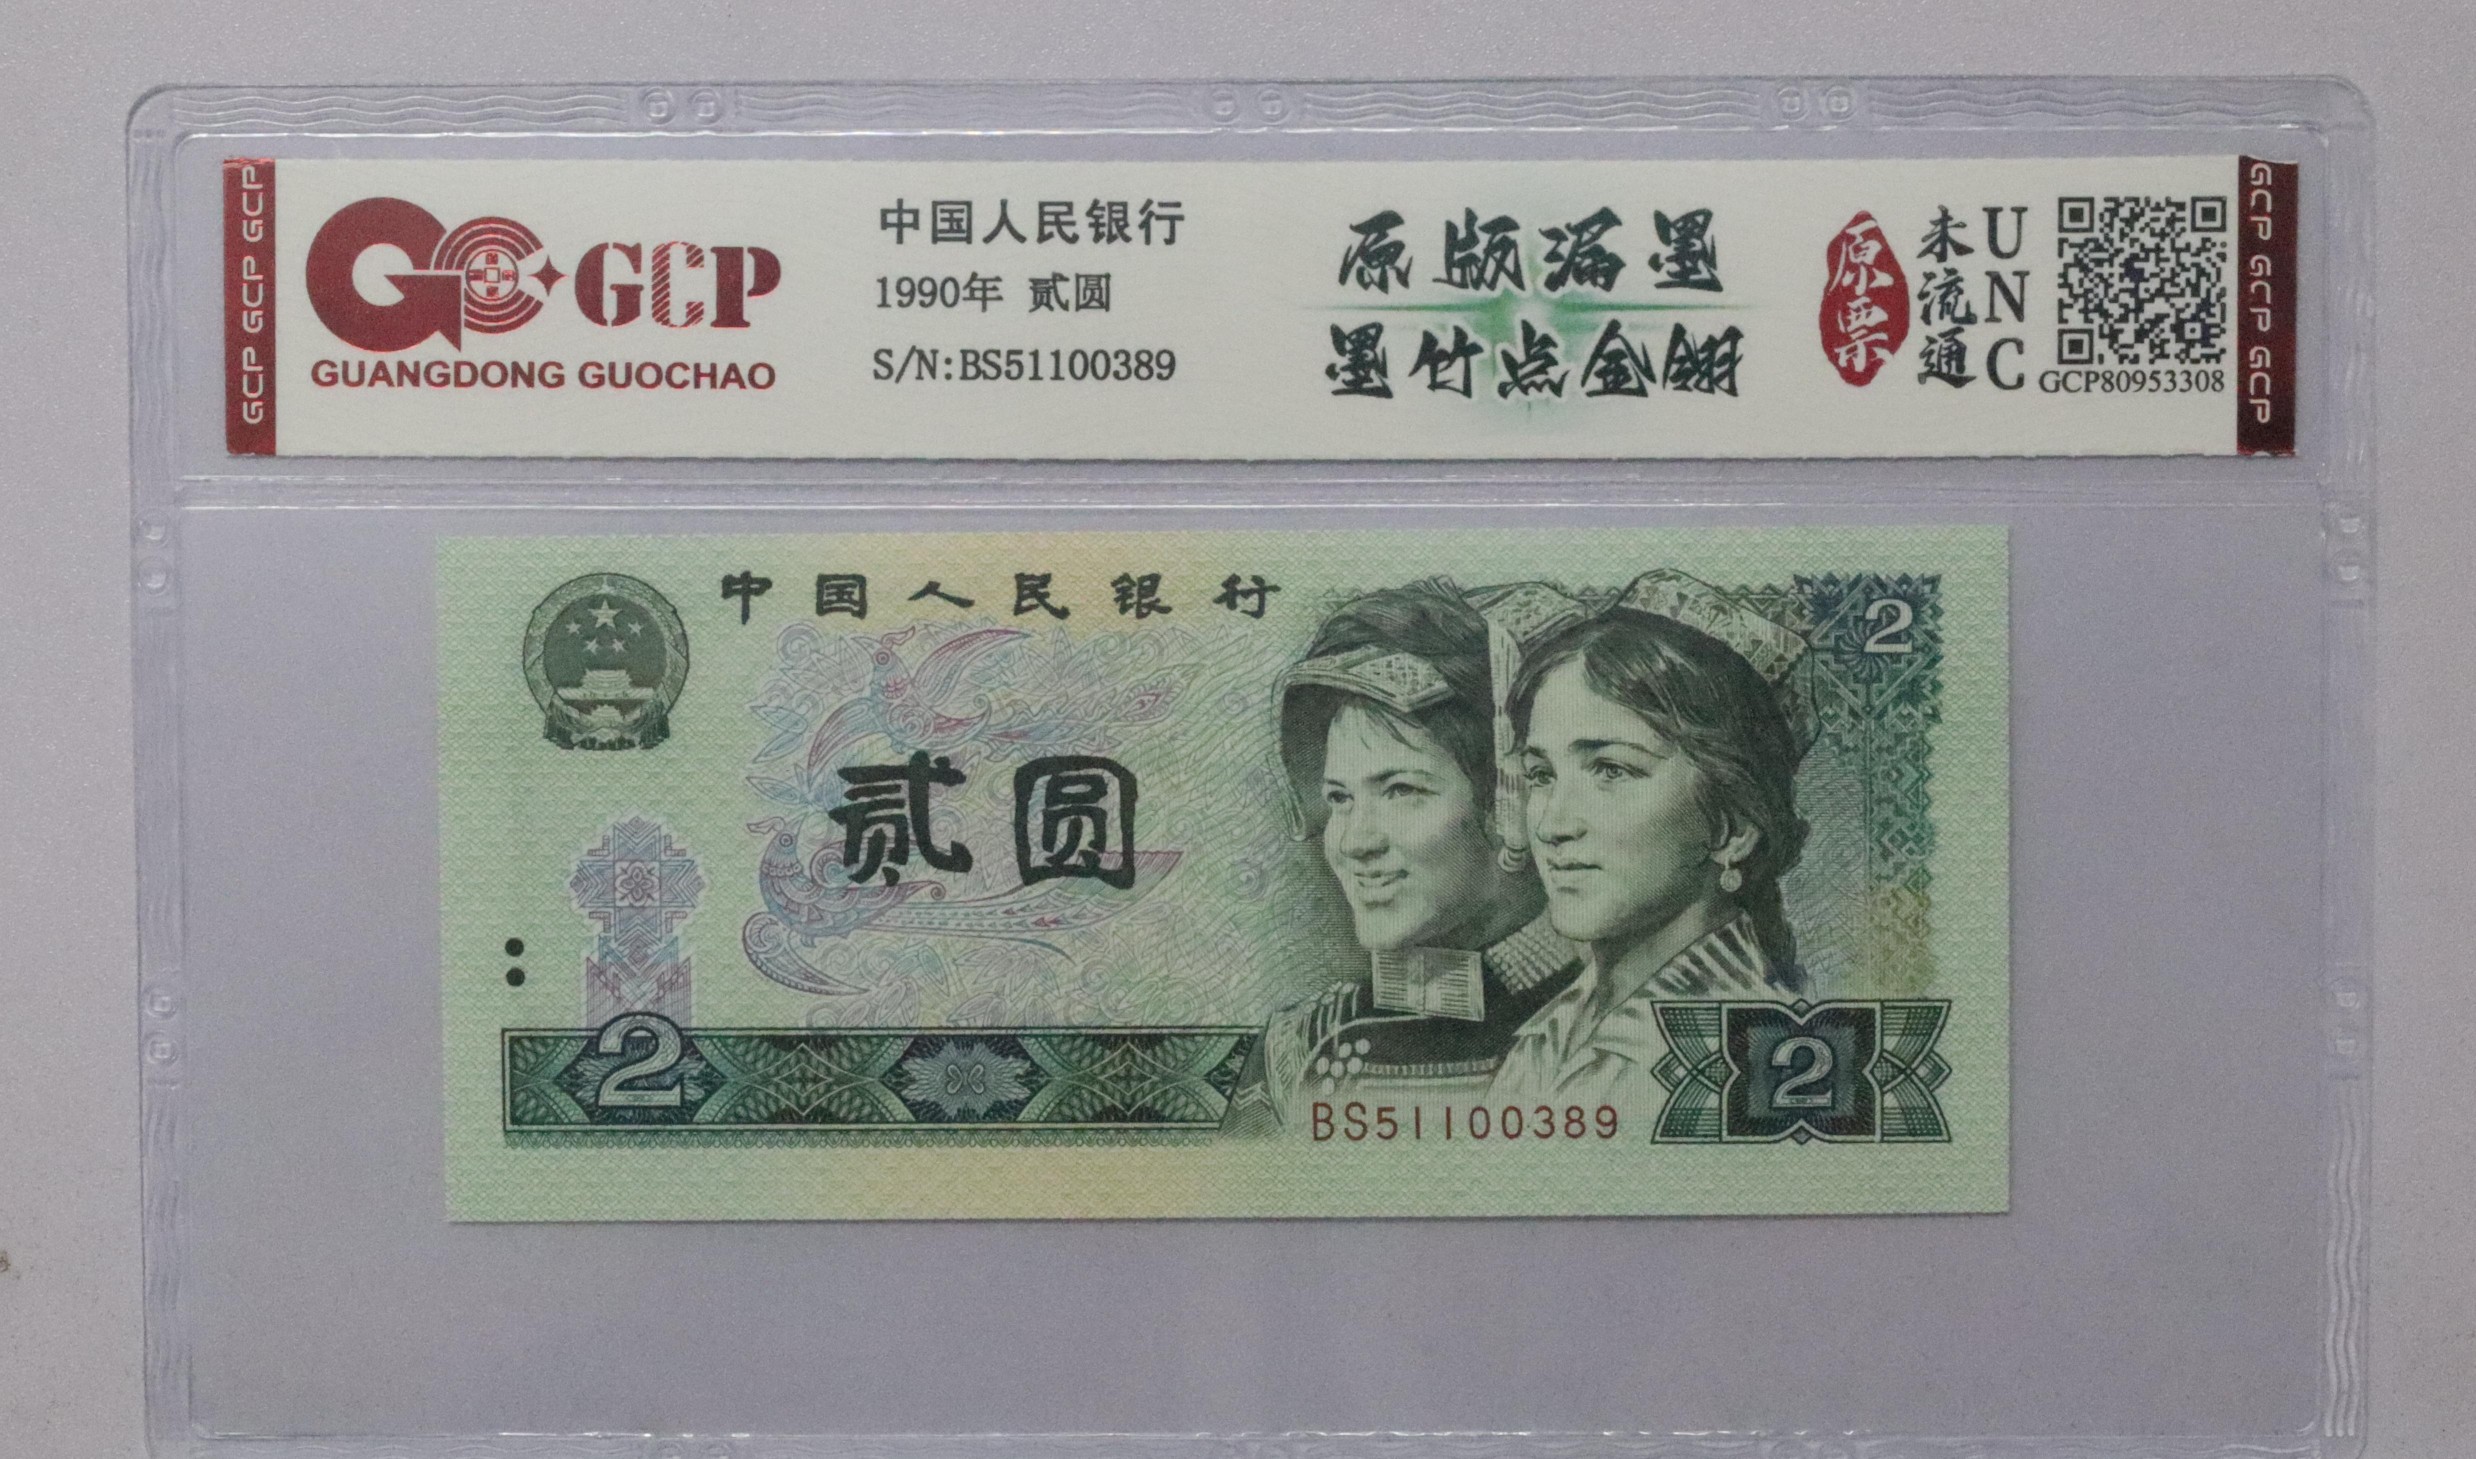 GCP GCP GCP
GCP
GUANGDONG GUOCHAO
中国人民银行
1990年 贰圆
S/N:BS51100389
原版漏墨
墨竹点金翎
原票
未流通
UNC
GCP80953308
GCP GCP GCP
中国人民银行
2
贰圆
2
2
BS51100389